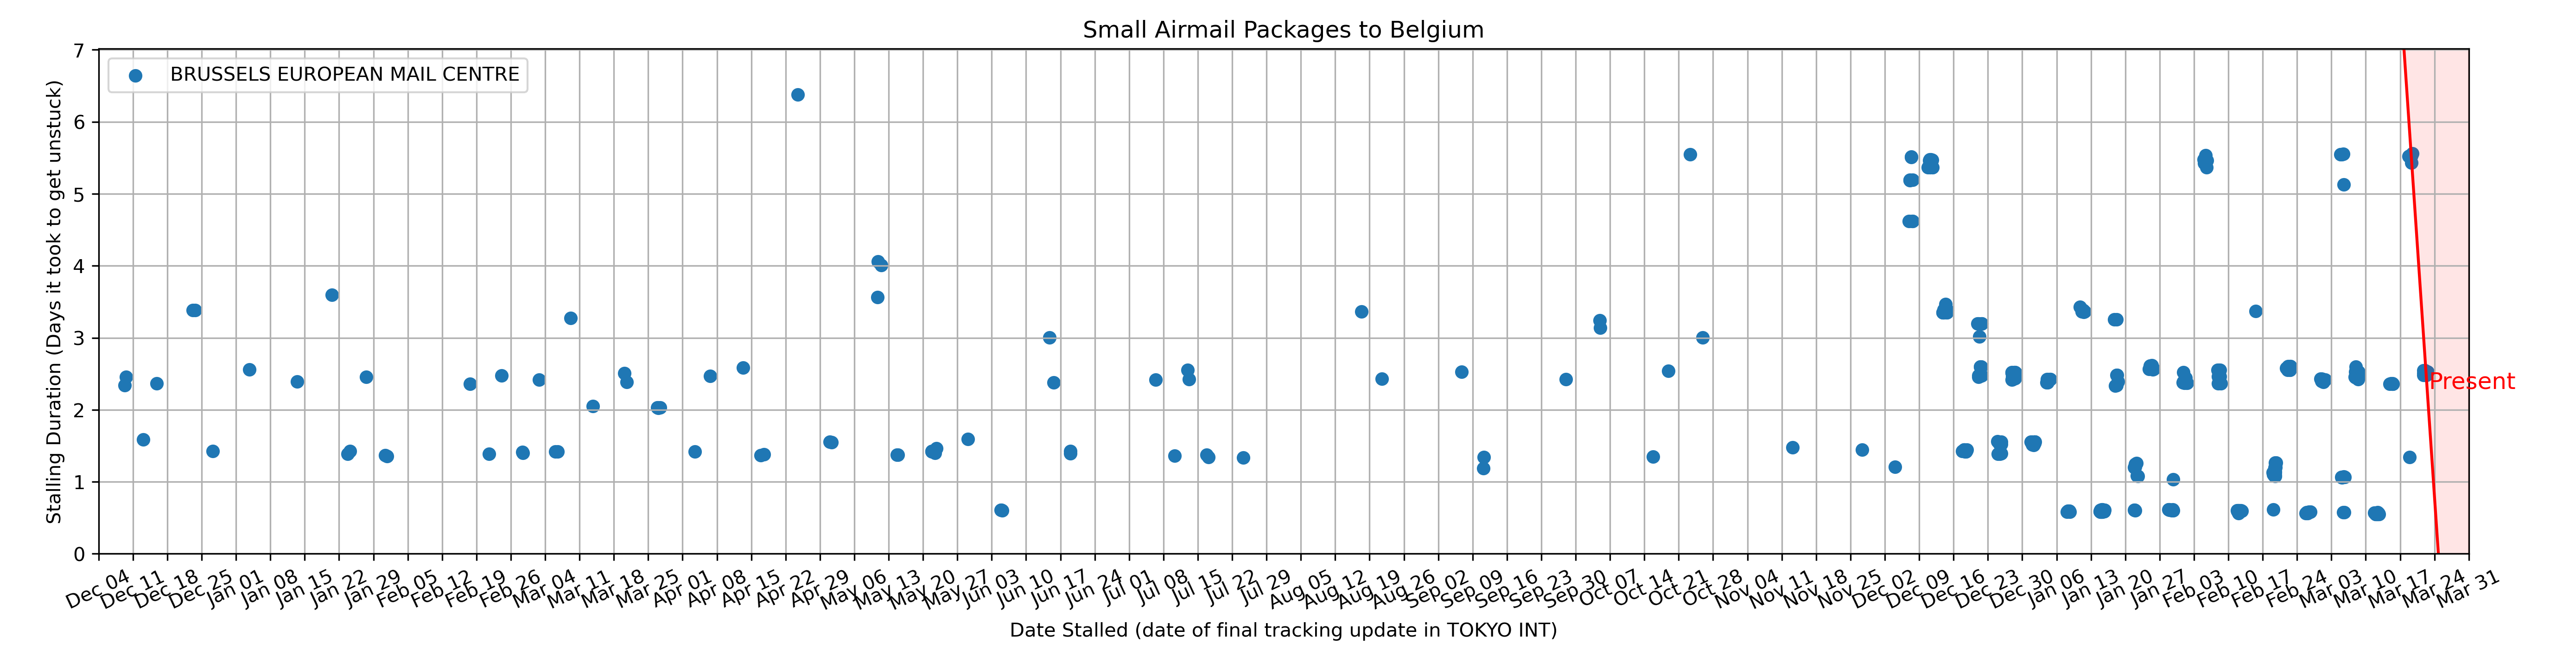 Small Airmail Packages to Belgium
BRUSSELS EUROPEAN MAIL CENTRE
Stalling Duration (Days it took to get unstuck)
7
6
5
4
3
2
1
0
Present
Dec 04
Dec 11
Dec 18
Dec 25
Jan 01
Jan 08
Jan 15
Jan 22
Jan 29
Feb 05
Feb 12
Feb 19
Feb 26
Mar 04
Mar 11
Mar 18
Mar 25
Apr 01
Apr 08
Apr 15
Apr 22
Apr 29
May 06
May 13
May 20
May 27
Jun 03
Jun 10
Jun 17
Jun 24
Jul 01
Jul 08
Jul 15
Jul 22
Jul 29
Aug 05
Aug 12
Aug 19
Aug 26
Sep 02
Sep 09
Sep 16
Sep 23
Sep 30
Oct 07
Oct 14
Oct 21
Oct 28
Nov 04
Nov 11
Nov 18
Nov 25
Dec 02
Dec 09
Dec 16
Dec 23
Dec 30
Jan 06
Jan 13
Jan 20
Jan 27
Feb 03
Feb 10
Feb 17
Feb 24
Mar 03
Mar 10
Mar 17
Mar 24
Mar 31
Date Stalled (date of final tracking update in TOKYO INT)